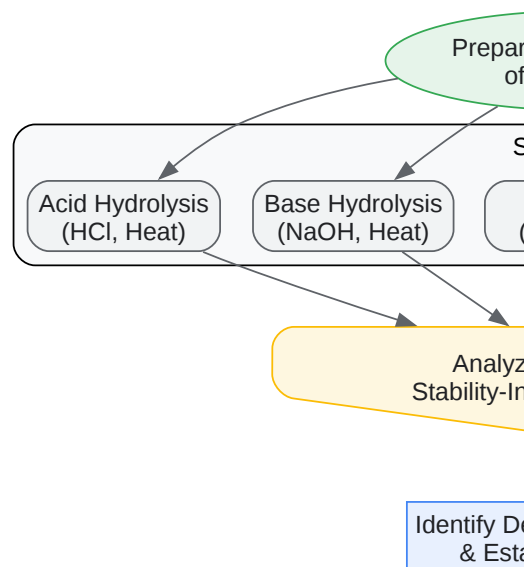 Prepar
of
S
Acid Hydrolysis
(HCl, Heat)
Base Hydrolysis
(NaOH, Heat)
(
Analyz
Stability-In
Identify De
& Esta